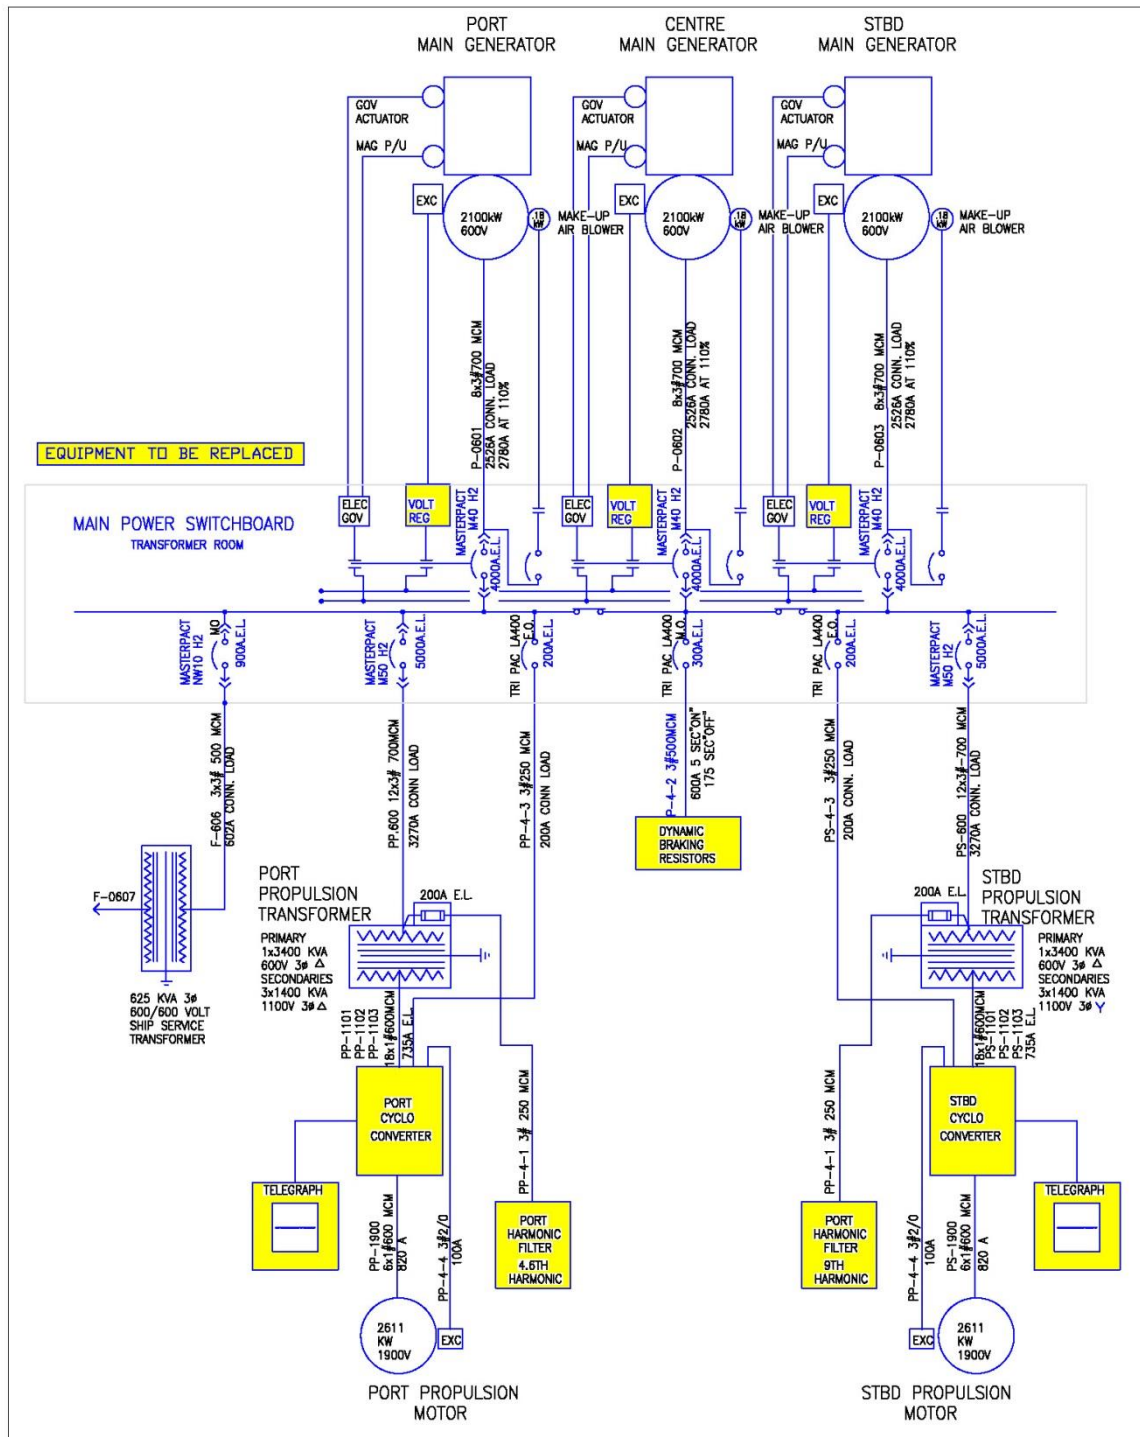 PORT
MAIN GENERATOR
CENTRE
MAIN GENERATOR
STBD
MAIN GENERATOR
GOV
ACTUATOR
MAG P/U
EXC
2100kW
600V
.18
kW
MAKE-UP
AIR BLOWER
GOV
ACTUATOR
MAG P/U
EXC
2100kW
600V
.18
kW
MAKE-UP
AIR BLOWER
GOV
ACTUATOR
MAG P/U
EXC
2100kW
600V
.18
kW
MAKE-UP
AIR BLOWER
P-0601 8x3#700 MCM
2526A CONN. LOAD
2780A AT 110%
P-0602 8x3#700 MCM
2526A CONN. LOAD
2780A AT 110%
P-0603 8x3#700 MCM
2526A CONN. LOAD
2780A AT 110%
EQUIPMENT TO BE REPLACED
MAIN POWER SWITCHBOARD
TRANSFORMER ROOM
ELEC
GOV
VOLT
REG
MASTERPACT
M40 H2
4000A.E.L.
ELEC
GOV
VOLT
REG
MASTERPACT
M40 H2
4000A.E.L.
ELEC
GOV
VOLT
REG
MASTERPACT
M40 H2
4000A.E.L.
MASTERPACT
NW10 H2
MO
900A.E.L.
MASTERPACT
M50 H2
5000A.E.L.
TRI PAC LA400
E.O.
200A.E.L.
TRI PAC LA400
M.O.
300A.E.L.
TRI PAC LA400
E.O.
200A.E.L.
MASTERPACT
M50 H2
5000A.E.L.
F-606 3x3# 500 MCM
602A CONN. LOAD
PP.600 12x3# 700MCM
3270A CONN LOAD
PP-4-3 3#250 MCM
200A CONN LOAD
P-4-2 3#500MCM
600A 5 SEC"ON"
175 SEC"OFF"
PS-4-3 3#250 MCM
200A CONN LOAD
PS-600 12x3#-700 MCM
3270A CONN. LOAD
DYNAMIC
BRAKING
RESISTORS
F-0607
625 KVA 3ø
600/600 VOLT
SHIP SERVICE
TRANSFORMER
PORT
PROPULSION
TRANSFORMER
PRIMARY
1x3400 KVA
600V 3ø Δ
SECONDARIES
3x1400 KVA
1100V 3ø Δ
200A E.L.
200A E.L.
STBD
PROPULSION
TRANSFORMER
PRIMARY
1x3400 KVA
600V 3ø Δ
SECONDARIES
3x1400 KVA
1100V 3ø Y
PP-1101
PP-1102
PP-1103
18x1#600MCM
735A E.L.
18x1#600MCM
PS-1101
PS-1102
PS-1103
735A E.L.
PORT
CYCLO
CONVERTER
STBD
CYCLO
CONVERTER
TELEGRAPH
TELEGRAPH
PP-1900
6x1#600 MCM
820 A
PP-4-4 3#2/0
100A
PP-4-1 3# 250 MCM
PORT
HARMONIC
FILTER
4.6TH
HARMONIC
PP-4-1 3# 250 MCM
PORT
HARMONIC
FILTER
9TH
HARMONIC
PP-4-4 3#2/0
100A
PS-1900
6x1#600 MCM
820 A
2611
KW
1900V
EXC
EXC
2611
KW
1900V
PORT PROPULSION
MOTOR
STBD PROPULSION
MOTOR